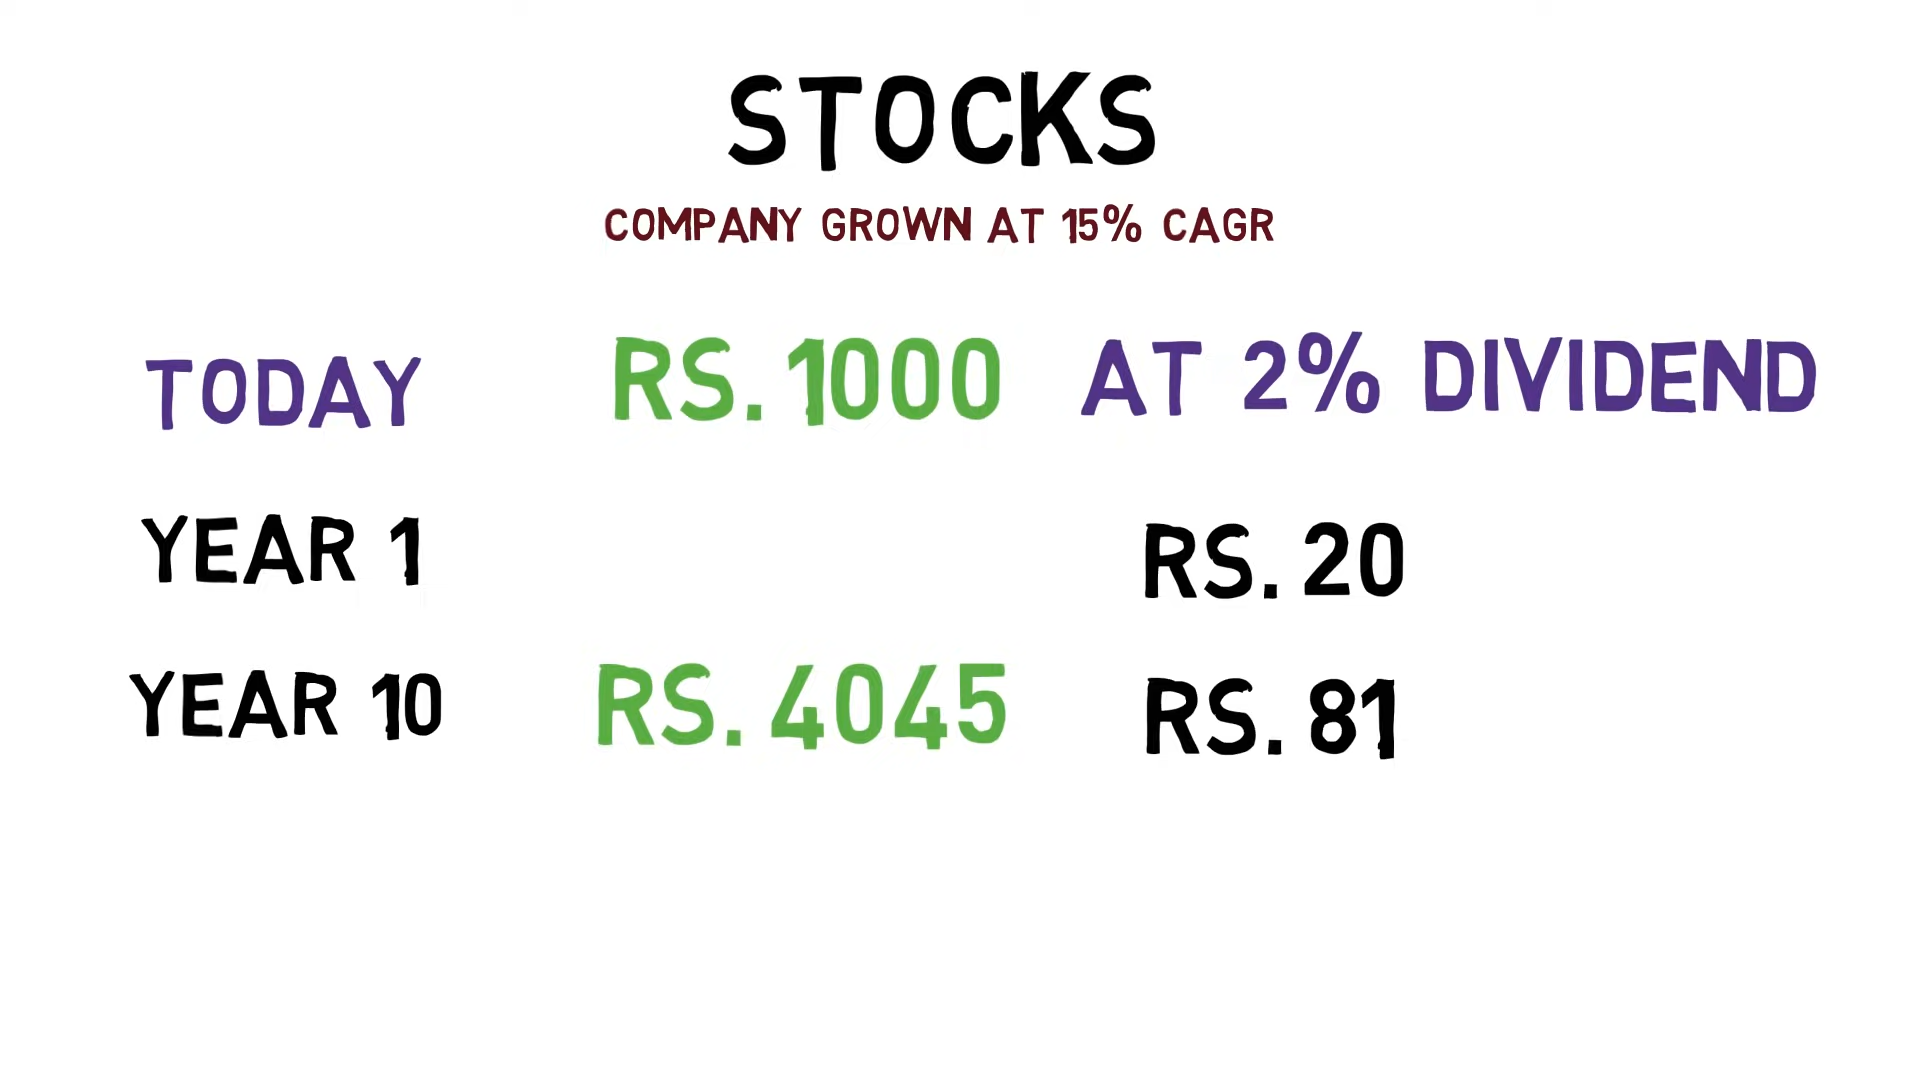 STOCKS
COMPANY GROWN AT 15% CAGR
TODAY RS. 1000 AT 2% DIVIDEND
YEAR 1 RS. 20
YEAR 10 RS. 4045 RS. 81